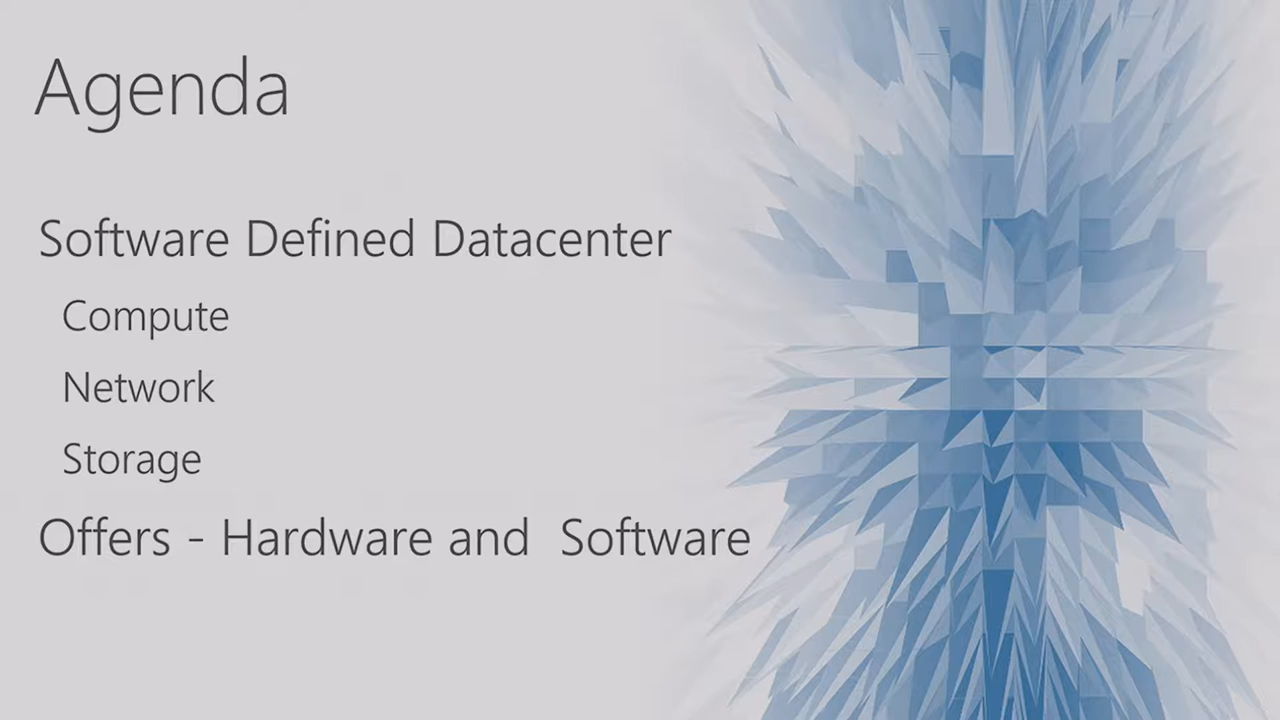 Agenda
Software Defined Datacenter
Compute
Network
Storage
Offers - Hardware and  Software